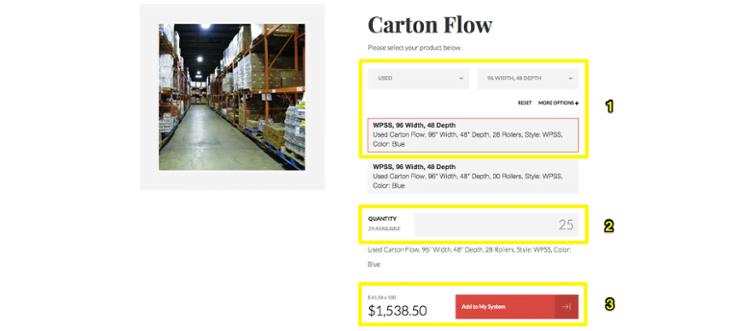 Carton Flow
Please select your product below.
USED
96 WIDTH, 48 DEPTH
RESET MORE OPTIONS +
1
WPSS, 96 Width, 48 Depth
Used Carton Flow, 96" Width, 48" Depth, 28 Rollers, Style: WPSS,
Color: Blue
WPSS, 96 Width, 48 Depth
Used Carton Flow, 96" Width, 48" Depth, 30 Rollers, Style: WPSS,
Color: Blue
QUANTITY
25
29 AVAILABLE
2
Used Carton Flow, 96" Width, 48" Depth, 28 Rollers, Style: WPSS, Color:
Blue
$1,538.50
Add to My System
3